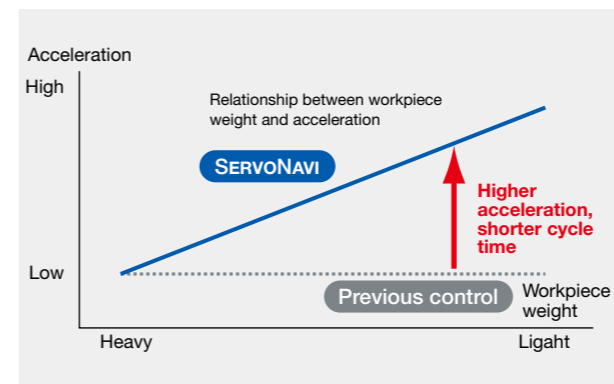 Acceleration
High
Relationship between workpiece
weight and acceleration
SERVONAVI
Higher
acceleration,
shorter cycle
time
Low
Previous control
Workpiece
weight
Heavy
Ligaht